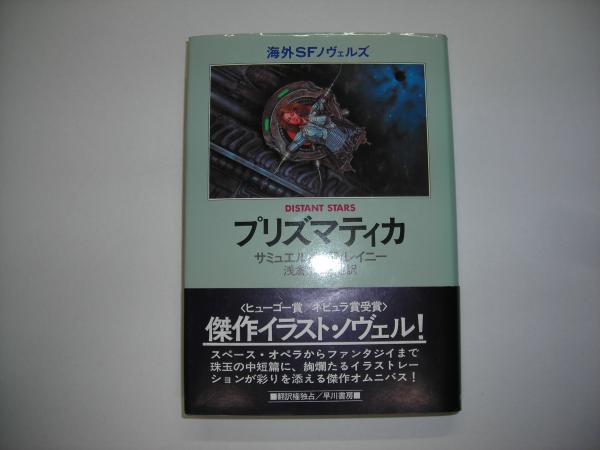 海外SFノヴェルズ
DISTANT STARS
プリズマティカ
サミュエル レイニー
浅倉 訳
〈ヒューゴー賞 ネビュラ賞受賞〉
傑作イラスト・ノヴェル!
スペース・オペラからファンタジイまで
珠玉の中短篇に、絢爛たるイラストレー
ションが彩りを添える傑作オムニバス!
■翻訳権独占/早川書房■